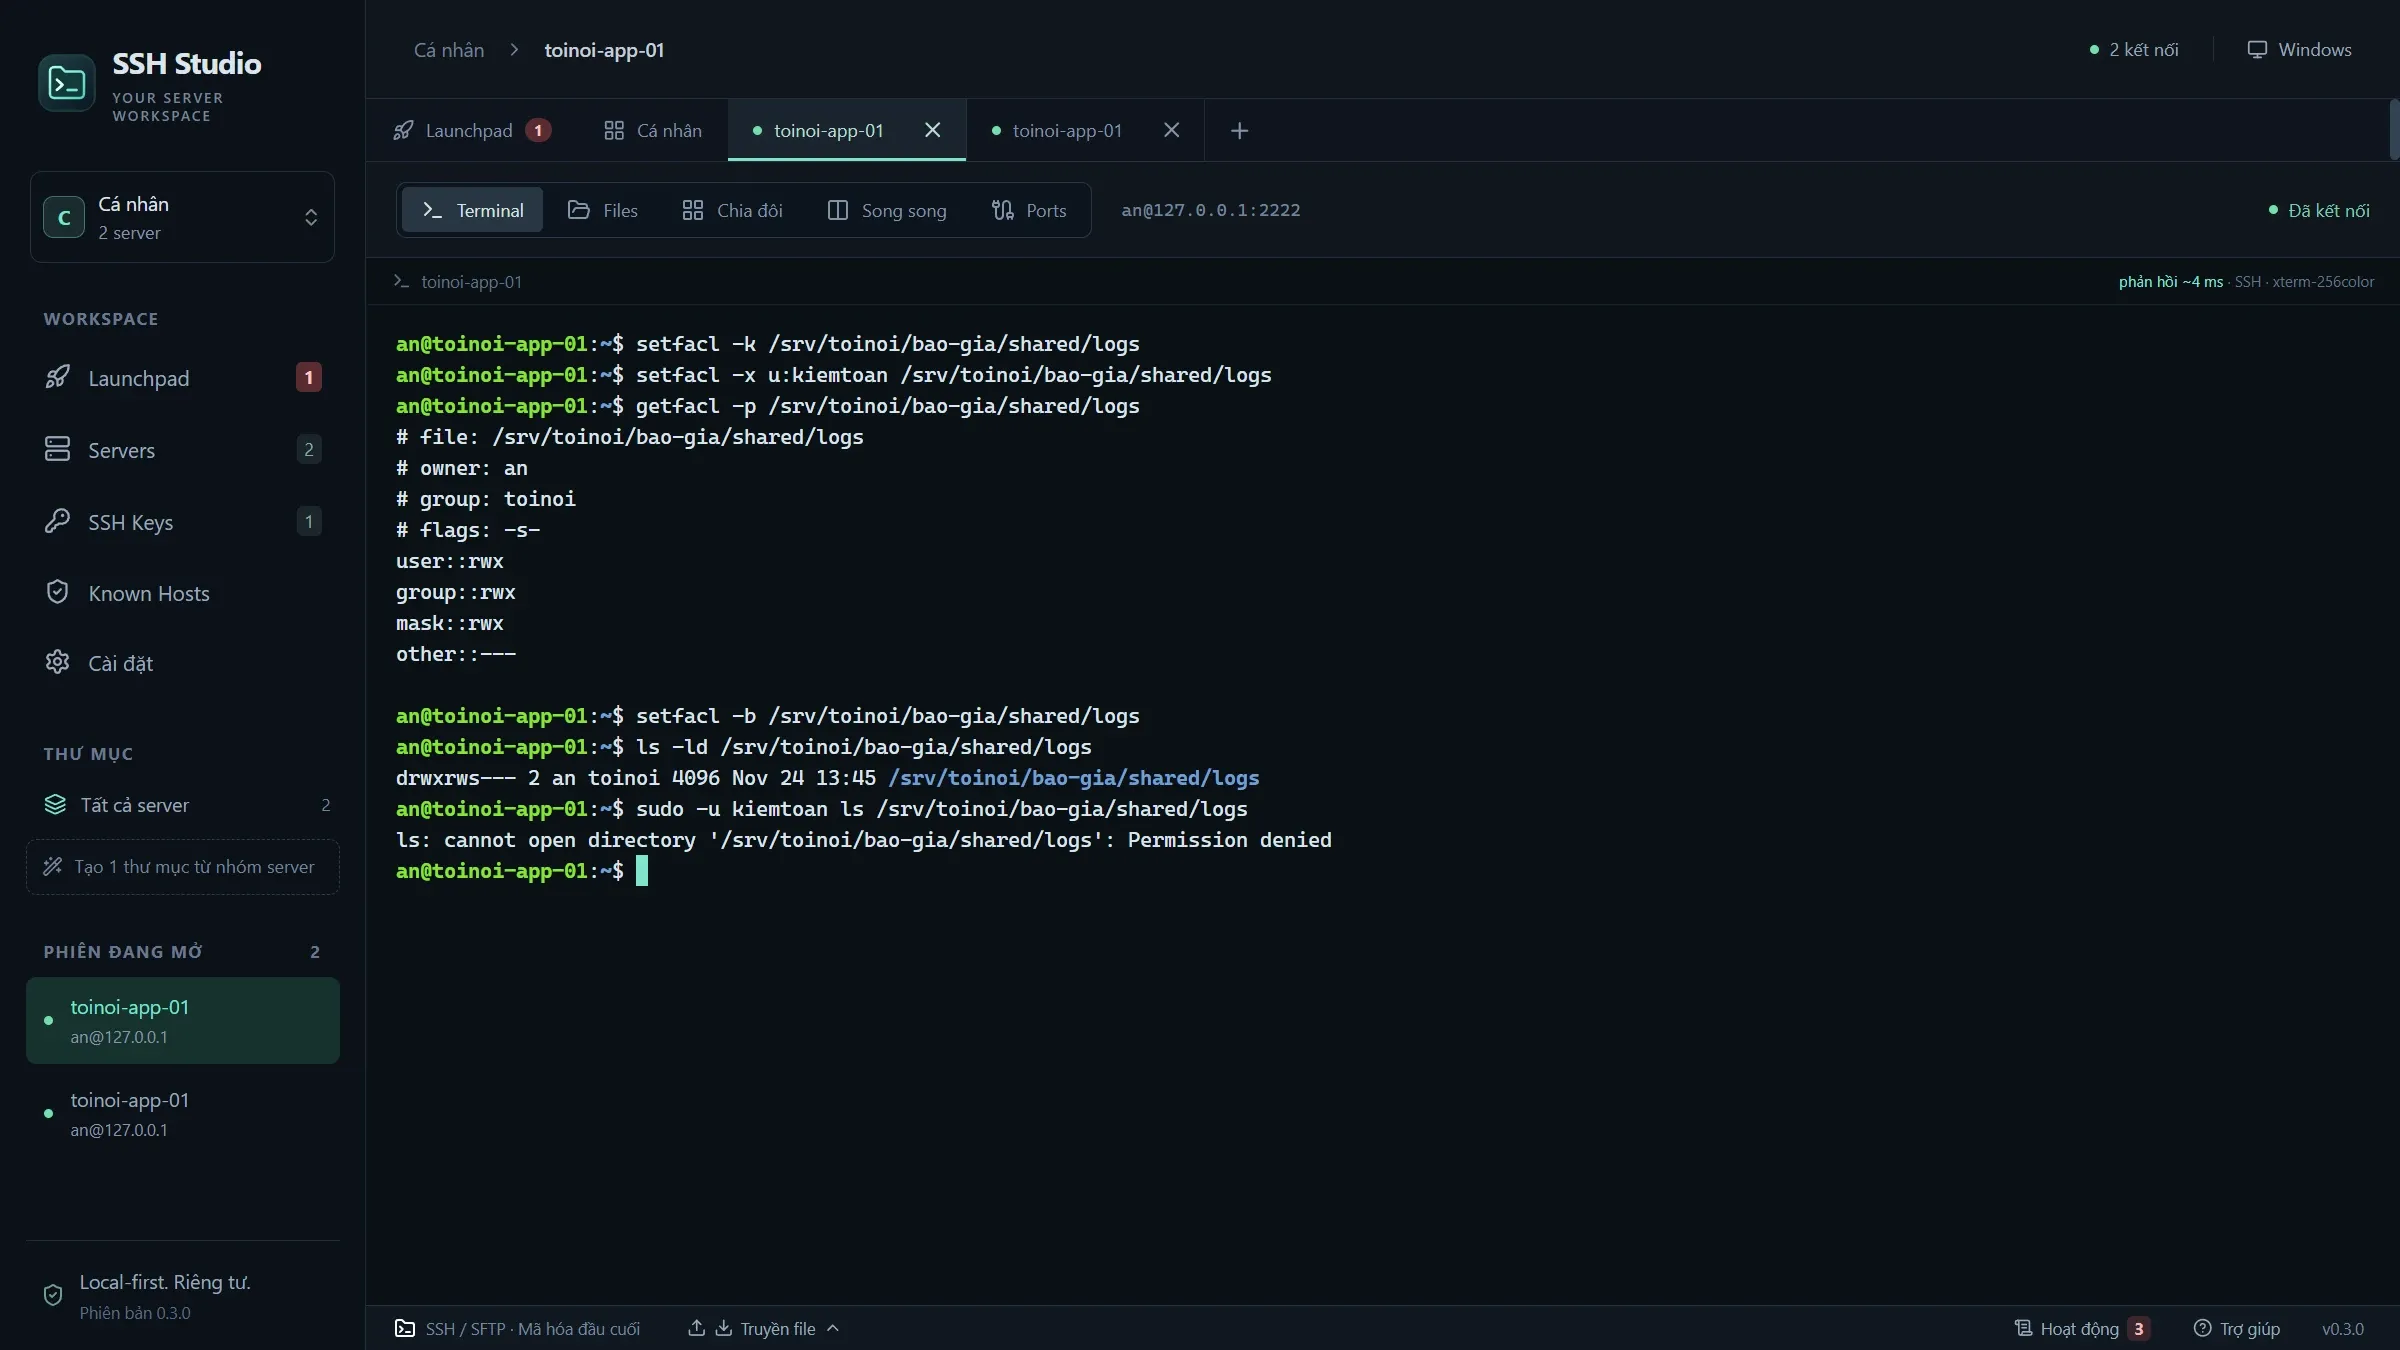 SSH Studio
YOUR SERVER
WORKSPACE
C
Cá nhân
2 server
WORKSPACE
Launchpad 1
Servers 2
SSH Keys 1
Known Hosts
Cài đặt
THƯ MỤC
Tất cả server 2
Tạo 1 thư mục từ nhóm server
PHIÊN ĐANG MỞ 2
toinoi-app-01
an@127.0.0.1
toinoi-app-01
an@127.0.0.1
Local-first. Riêng tư.
Phiên bản 0.3.0
Cá nhân > toinoi-app-01
2 kết nối
Windows
Launchpad 1
Cá nhân
toinoi-app-01
toinoi-app-01
Terminal
Files
Chia đôi
Song song
Ports
an@127.0.0.1:2222
Đã kết nối
toinoi-app-01
phản hồi ~4 ms · SSH · xterm-256color
an@toinoi-app-01:~$ setfacl -k /srv/toinoi/bao-gia/shared/logs
an@toinoi-app-01:~$ setfacl -x u:kiemtoan /srv/toinoi/bao-gia/shared/logs
an@toinoi-app-01:~$ getfacl -p /srv/toinoi/bao-gia/shared/logs
# file: /srv/toinoi/bao-gia/shared/logs
# owner: an
# group: toinoi
# flags: -s-
user::rwx
group::rwx
mask::rwx
other::---
an@toinoi-app-01:~$ setfacl -b /srv/toinoi/bao-gia/shared/logs
an@toinoi-app-01:~$ ls -ld /srv/toinoi/bao-gia/shared/logs
drwxrws--- 2 an toinoi 4096 Nov 24 13:45 /srv/toinoi/bao-gia/shared/logs
an@toinoi-app-01:~$ sudo -u kiemtoan ls /srv/toinoi/bao-gia/shared/logs
ls: cannot open directory '/srv/toinoi/bao-gia/shared/logs': Permission denied
an@toinoi-app-01:~$
SSH / SFTP · Mã hóa đầu cuối
Truyền file
Hoạt động 3
Trợ giúp
v0.3.0